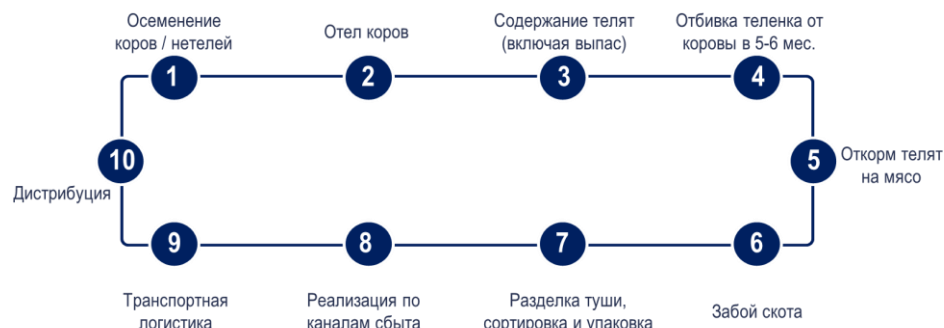 Осеменение
коров / нетелей
1
Отел коров
2
Содержание телят
(включая выпас)
3
Отбивка теленка от
коровы в 5-6 мес.
4
5
Откорм телят
на мясо
6
Забой скота
7
Разделка туши,
сортировка и упаковка
8
Реализация по
каналам сбыта
9
Транспортная
логистика
10
Дистрибуция